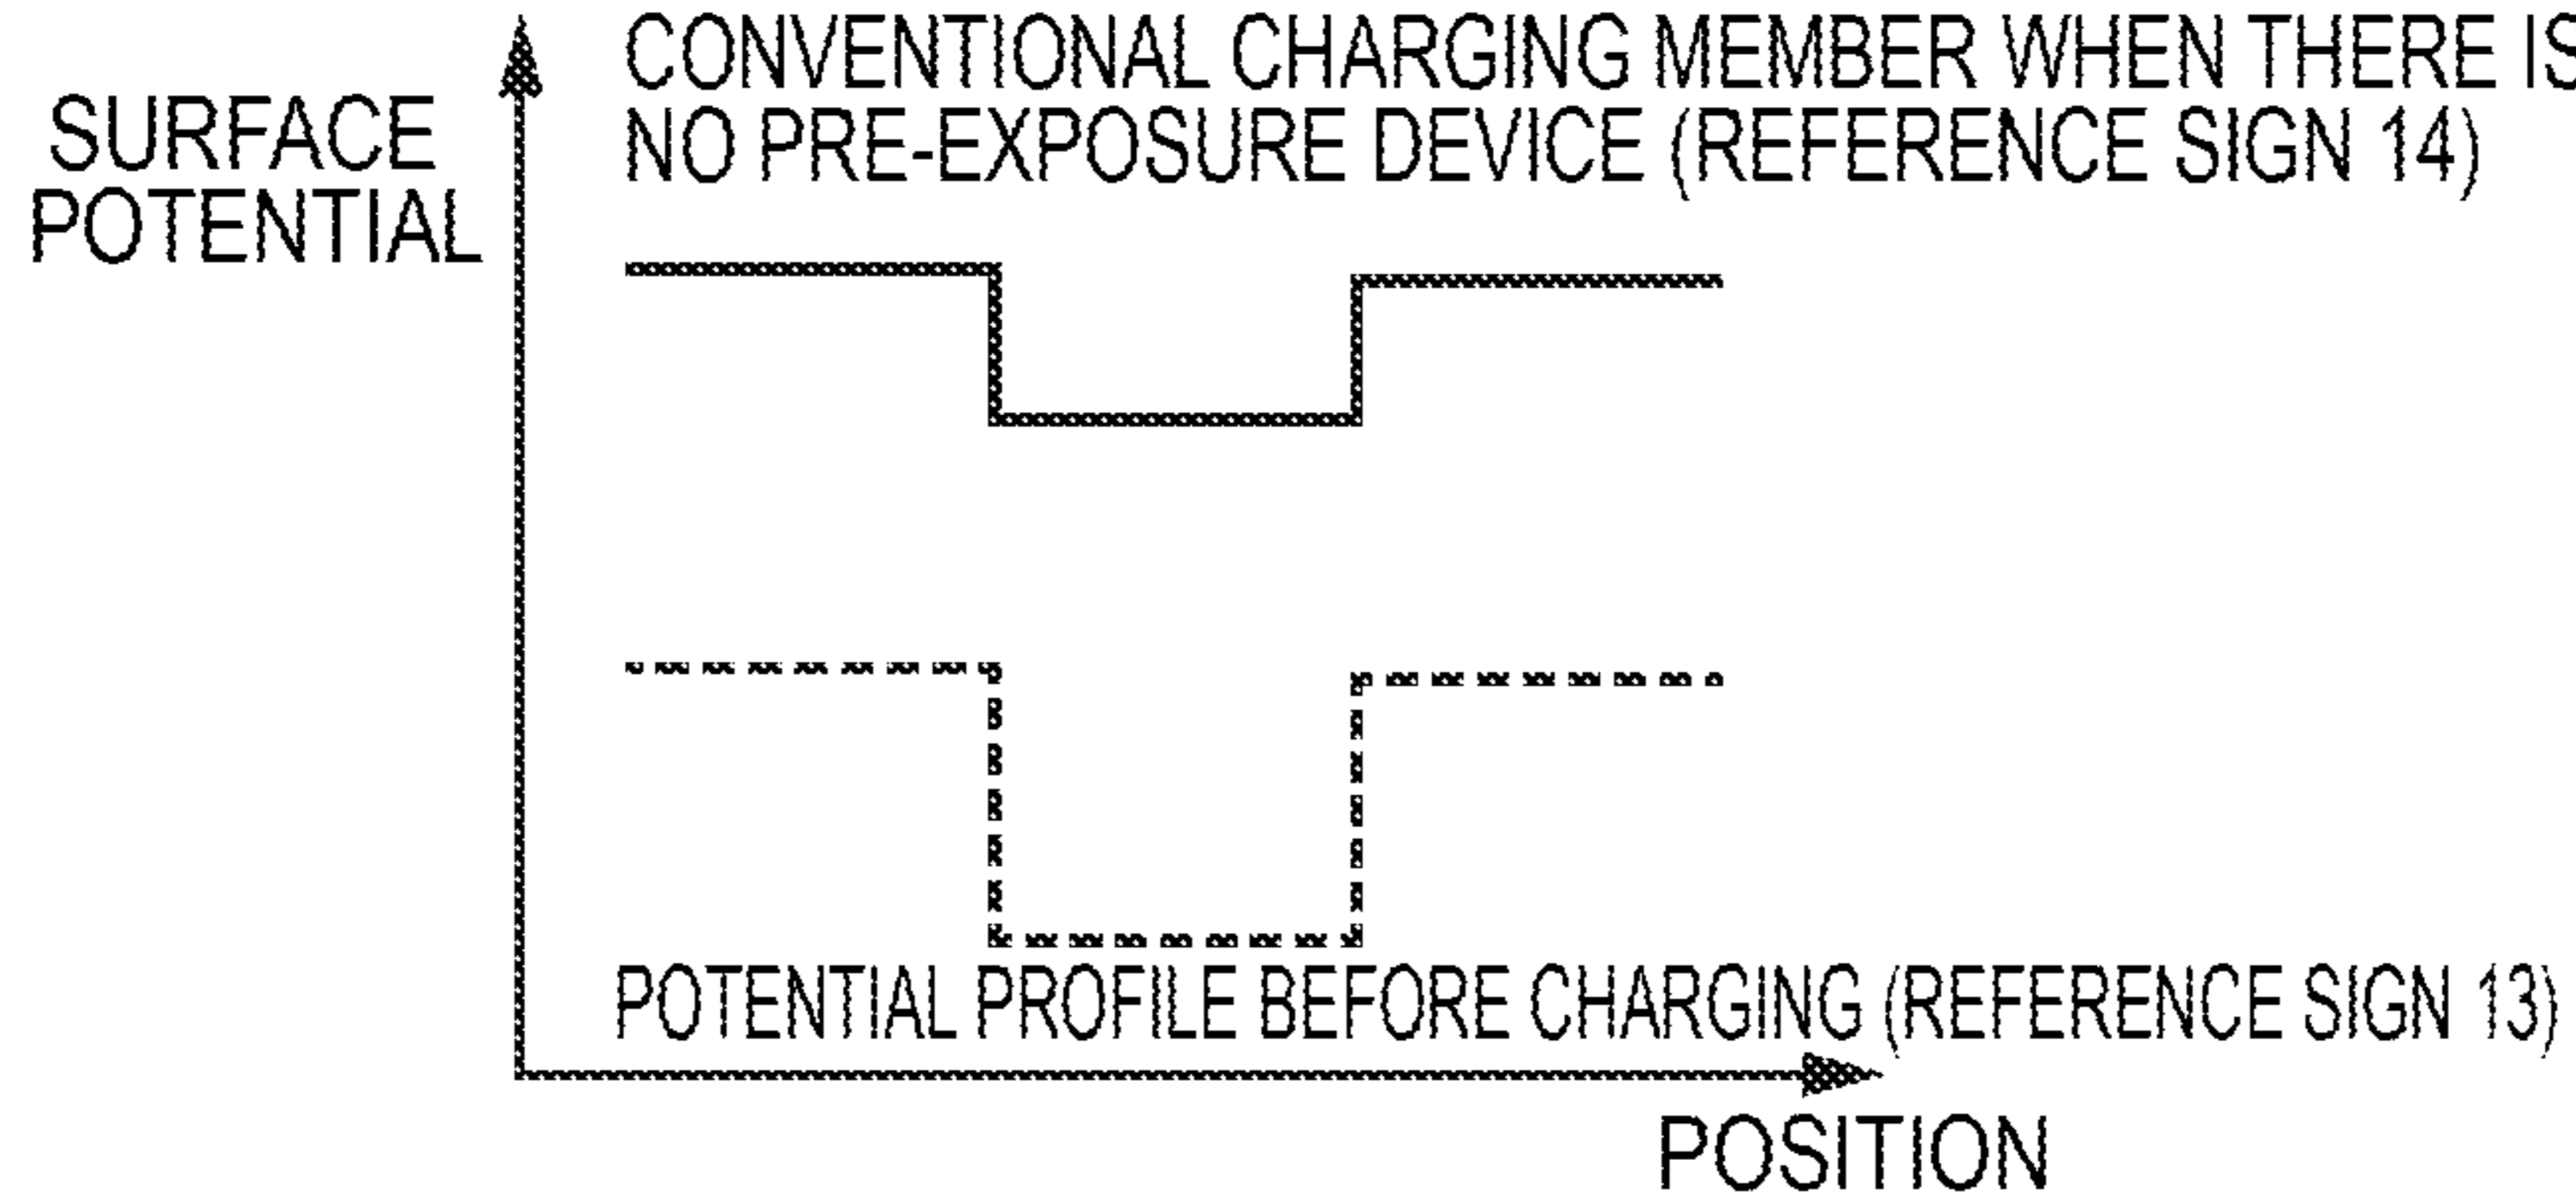 CONVENTIONAL CHARGING MEMBER WHEN THERE IS
NO PRE-EXPOSURE DEVICE (REFERENCE SIGN 14)
SURFACE
POTENTIAL
POTENTIAL PROFILE BEFORE CHARGING (REFERENCE SIGN 13)
POSITION